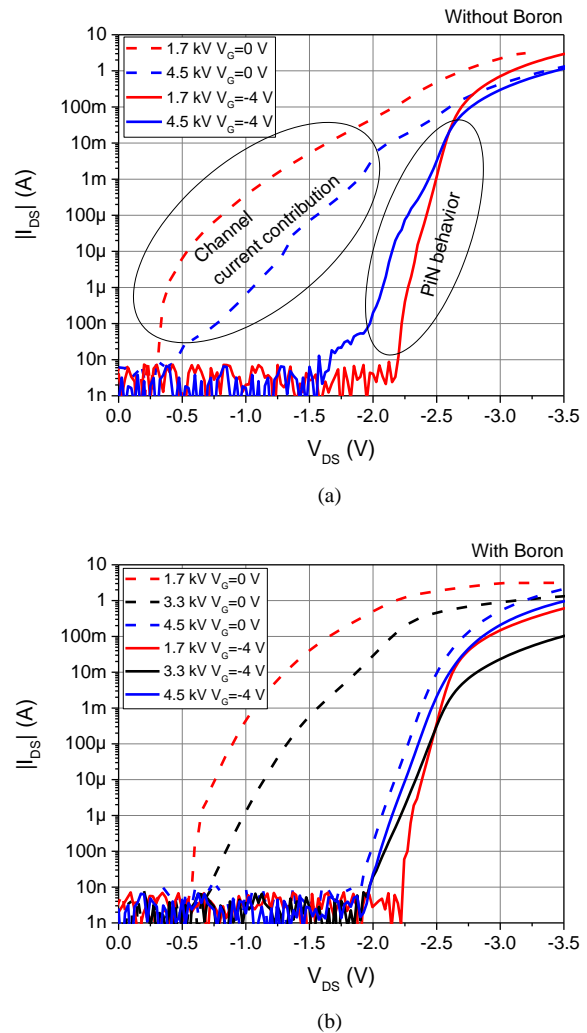 Without Boron
10
1
100m
10m
1m
100µ
10µ
1µ
100n
10n
1n
|I_DS| (A)
1.7 kV V_G=0 V
4.5 kV V_G=0 V
1.7 kV V_G=-4 V
4.5 kV V_G=-4 V
Channel
current contribution
PiN behavior
0.0 -0.5 -1.0 -1.5 -2.0 -2.5 -3.0 -3.5
V_DS (V)
(a)
With Boron
10
1
100m
10m
1m
100µ
10µ
1µ
100n
10n
1n
|I_DS| (A)
1.7 kV V_G=0 V
3.3 kV V_G=0 V
4.5 kV V_G=0 V
1.7 kV V_G=-4 V
3.3 kV V_G=-4 V
4.5 kV V_G=-4 V
0.0 -0.5 -1.0 -1.5 -2.0 -2.5 -3.0 -3.5
V_DS (V)
(b)